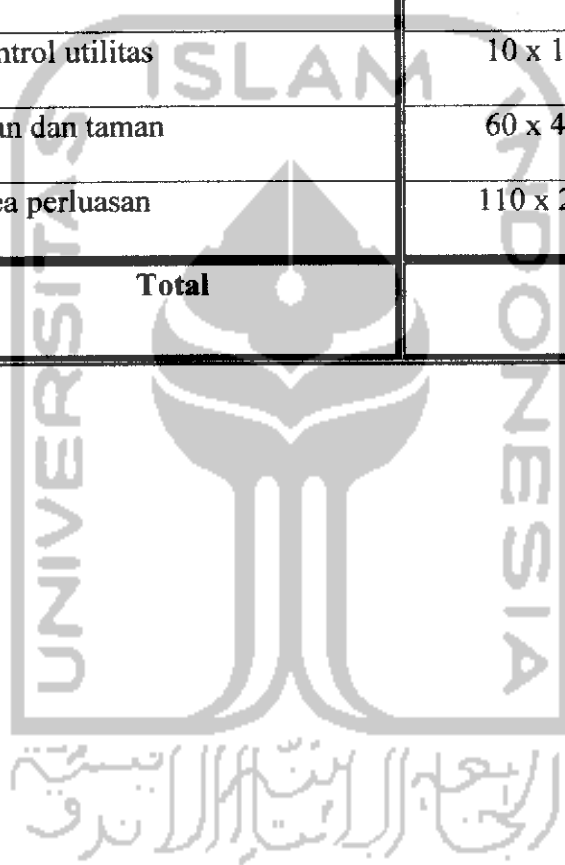 ntrol utilitas 10 x 1
an dan taman 60 x 4
ea perluasan 110 x 2
Total
UNIVERSITAS
ISLAM
INDONESIA